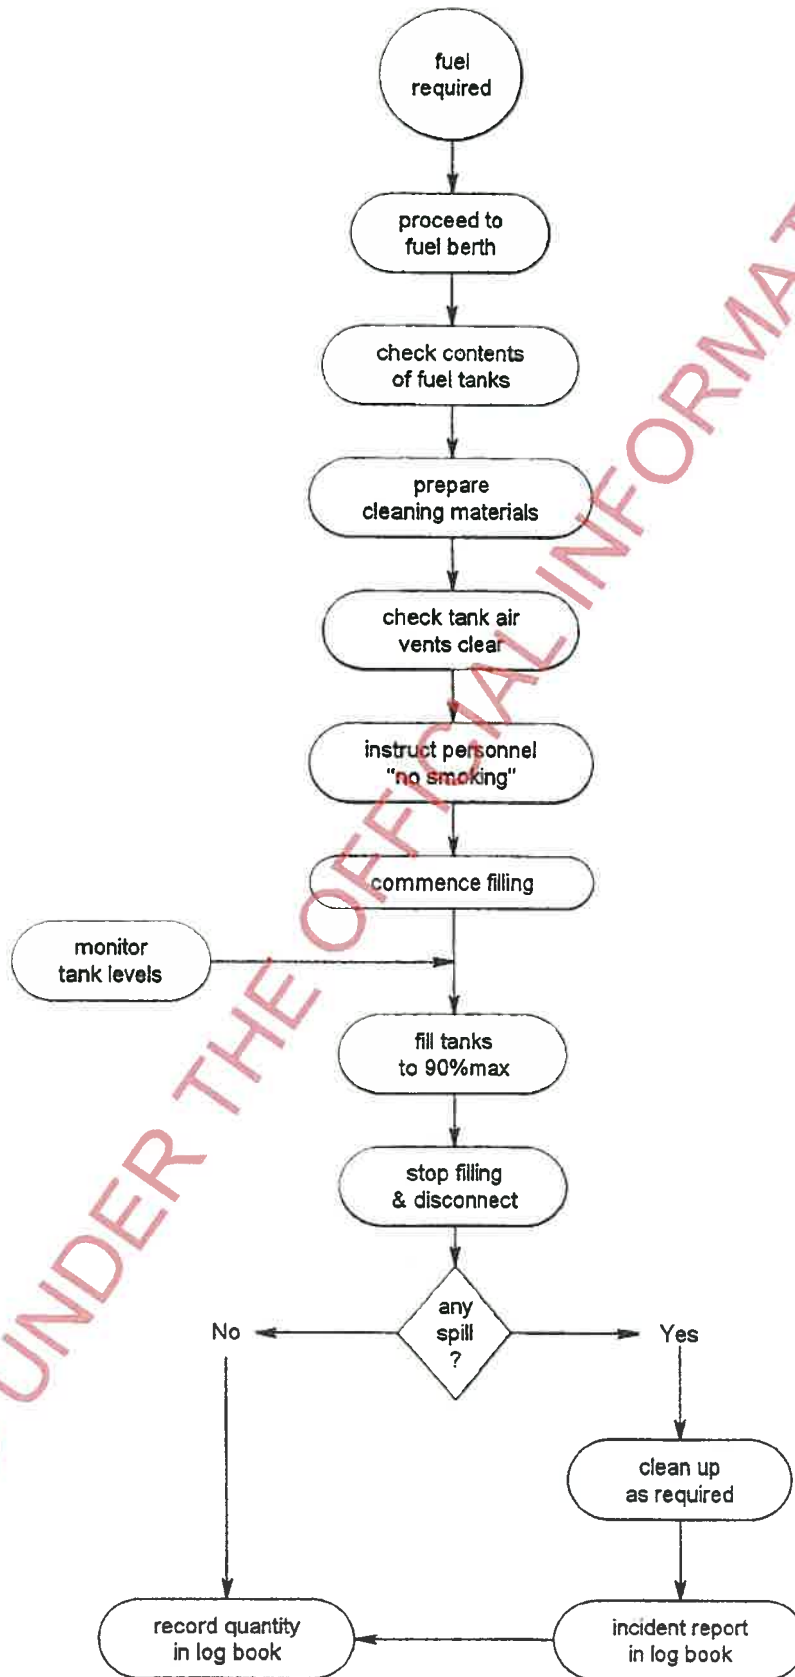 fuel
required
proceed to
fuel berth
check contents
of fuel tanks
prepare
cleaning materials
check tank air
vents clear
instruct personnel
"no smoking"
commence filling
monitor
tank levels
fill tanks
to 90%max
stop filling
& disconnect
any
spill
?
No
Yes
clean up
as required
record quantity
in log book
incident report
in log book
UNDER THE OFFICIAL